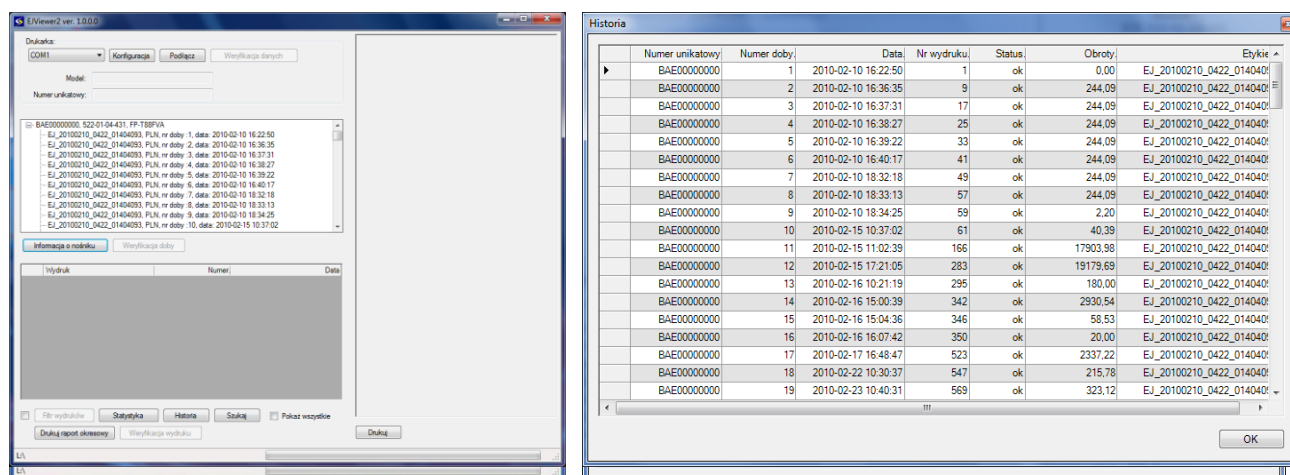 EJViewer2 ver. 1.0.0.0
Drukarka:
COM1 Konfiguracja Podłącz Weryfikacja danych
Model:
Numer unikatowy:
BAE00000000, 522-01-04-431, FP-T88FVA
EJ_20100210_0422_01404093, PLN, nr doby :1, data: 2010-02-10 16:22:50
EJ_20100210_0422_01404093, PLN, nr doby :2, data: 2010-02-10 16:36:35
EJ_20100210_0422_01404093, PLN, nr doby :3, data: 2010-02-10 16:37:31
EJ_20100210_0422_01404093, PLN, nr doby :4, data: 2010-02-10 16:38:27
EJ_20100210_0422_01404093, PLN, nr doby :5, data: 2010-02-10 16:39:22
EJ_20100210_0422_01404093, PLN, nr doby :6, data: 2010-02-10 16:40:17
EJ_20100210_0422_01404093, PLN, nr doby :7, data: 2010-02-10 18:32:18
EJ_20100210_0422_01404093, PLN, nr doby :8, data: 2010-02-10 18:33:13
EJ_20100210_0422_01404093, PLN, nr doby :9, data: 2010-02-10 18:34:25
EJ_20100210_0422_01404093, PLN, nr doby :10, data: 2010-02-15 10:37:02
Informacja o nośniku Weryfikacja doby
Wydruk Numer Data
Filtr wydruków Statystyka Historia Szukaj Pokaż wszystkie
Drukuj raport okresowy Weryfikacja wydruku Drukuj
L:\
L:\
Historia
Numer unikatowy Numer doby Data Nr wydruku Status Obroty Etykie
BAE00000000 1 2010-02-10 16:22:50 1 ok 0,00 EJ_20100210_0422_0140409
BAE00000000 2 2010-02-10 16:36:35 9 ok 244,09 EJ_20100210_0422_0140409
BAE00000000 3 2010-02-10 16:37:31 17 ok 244,09 EJ_20100210_0422_0140409
BAE00000000 4 2010-02-10 16:38:27 25 ok 244,09 EJ_20100210_0422_0140409
BAE00000000 5 2010-02-10 16:39:22 33 ok 244,09 EJ_20100210_0422_0140409
BAE00000000 6 2010-02-10 16:40:17 41 ok 244,09 EJ_20100210_0422_0140409
BAE00000000 7 2010-02-10 18:32:18 49 ok 244,09 EJ_20100210_0422_0140409
BAE00000000 8 2010-02-10 18:33:13 57 ok 244,09 EJ_20100210_0422_0140409
BAE00000000 9 2010-02-10 18:34:25 59 ok 2,20 EJ_20100210_0422_0140409
BAE00000000 10 2010-02-15 10:37:02 61 ok 40,39 EJ_20100210_0422_0140409
BAE00000000 11 2010-02-15 11:02:39 166 ok 17903,98 EJ_20100210_0422_0140409
BAE00000000 12 2010-02-15 17:21:05 283 ok 19179,69 EJ_20100210_0422_0140409
BAE00000000 13 2010-02-16 10:21:19 295 ok 180,00 EJ_20100210_0422_0140409
BAE00000000 14 2010-02-16 15:00:39 342 ok 2930,54 EJ_20100210_0422_0140409
BAE00000000 15 2010-02-16 15:04:36 346 ok 58,53 EJ_20100210_0422_0140409
BAE00000000 16 2010-02-16 16:07:42 350 ok 20,00 EJ_20100210_0422_0140409
BAE00000000 17 2010-02-17 16:48:47 523 ok 2337,22 EJ_20100210_0422_0140409
BAE00000000 18 2010-02-22 10:30:37 547 ok 215,78 EJ_20100210_0422_0140409
BAE00000000 19 2010-02-23 10:40:31 569 ok 323,12 EJ_20100210_0422_0140409
OK